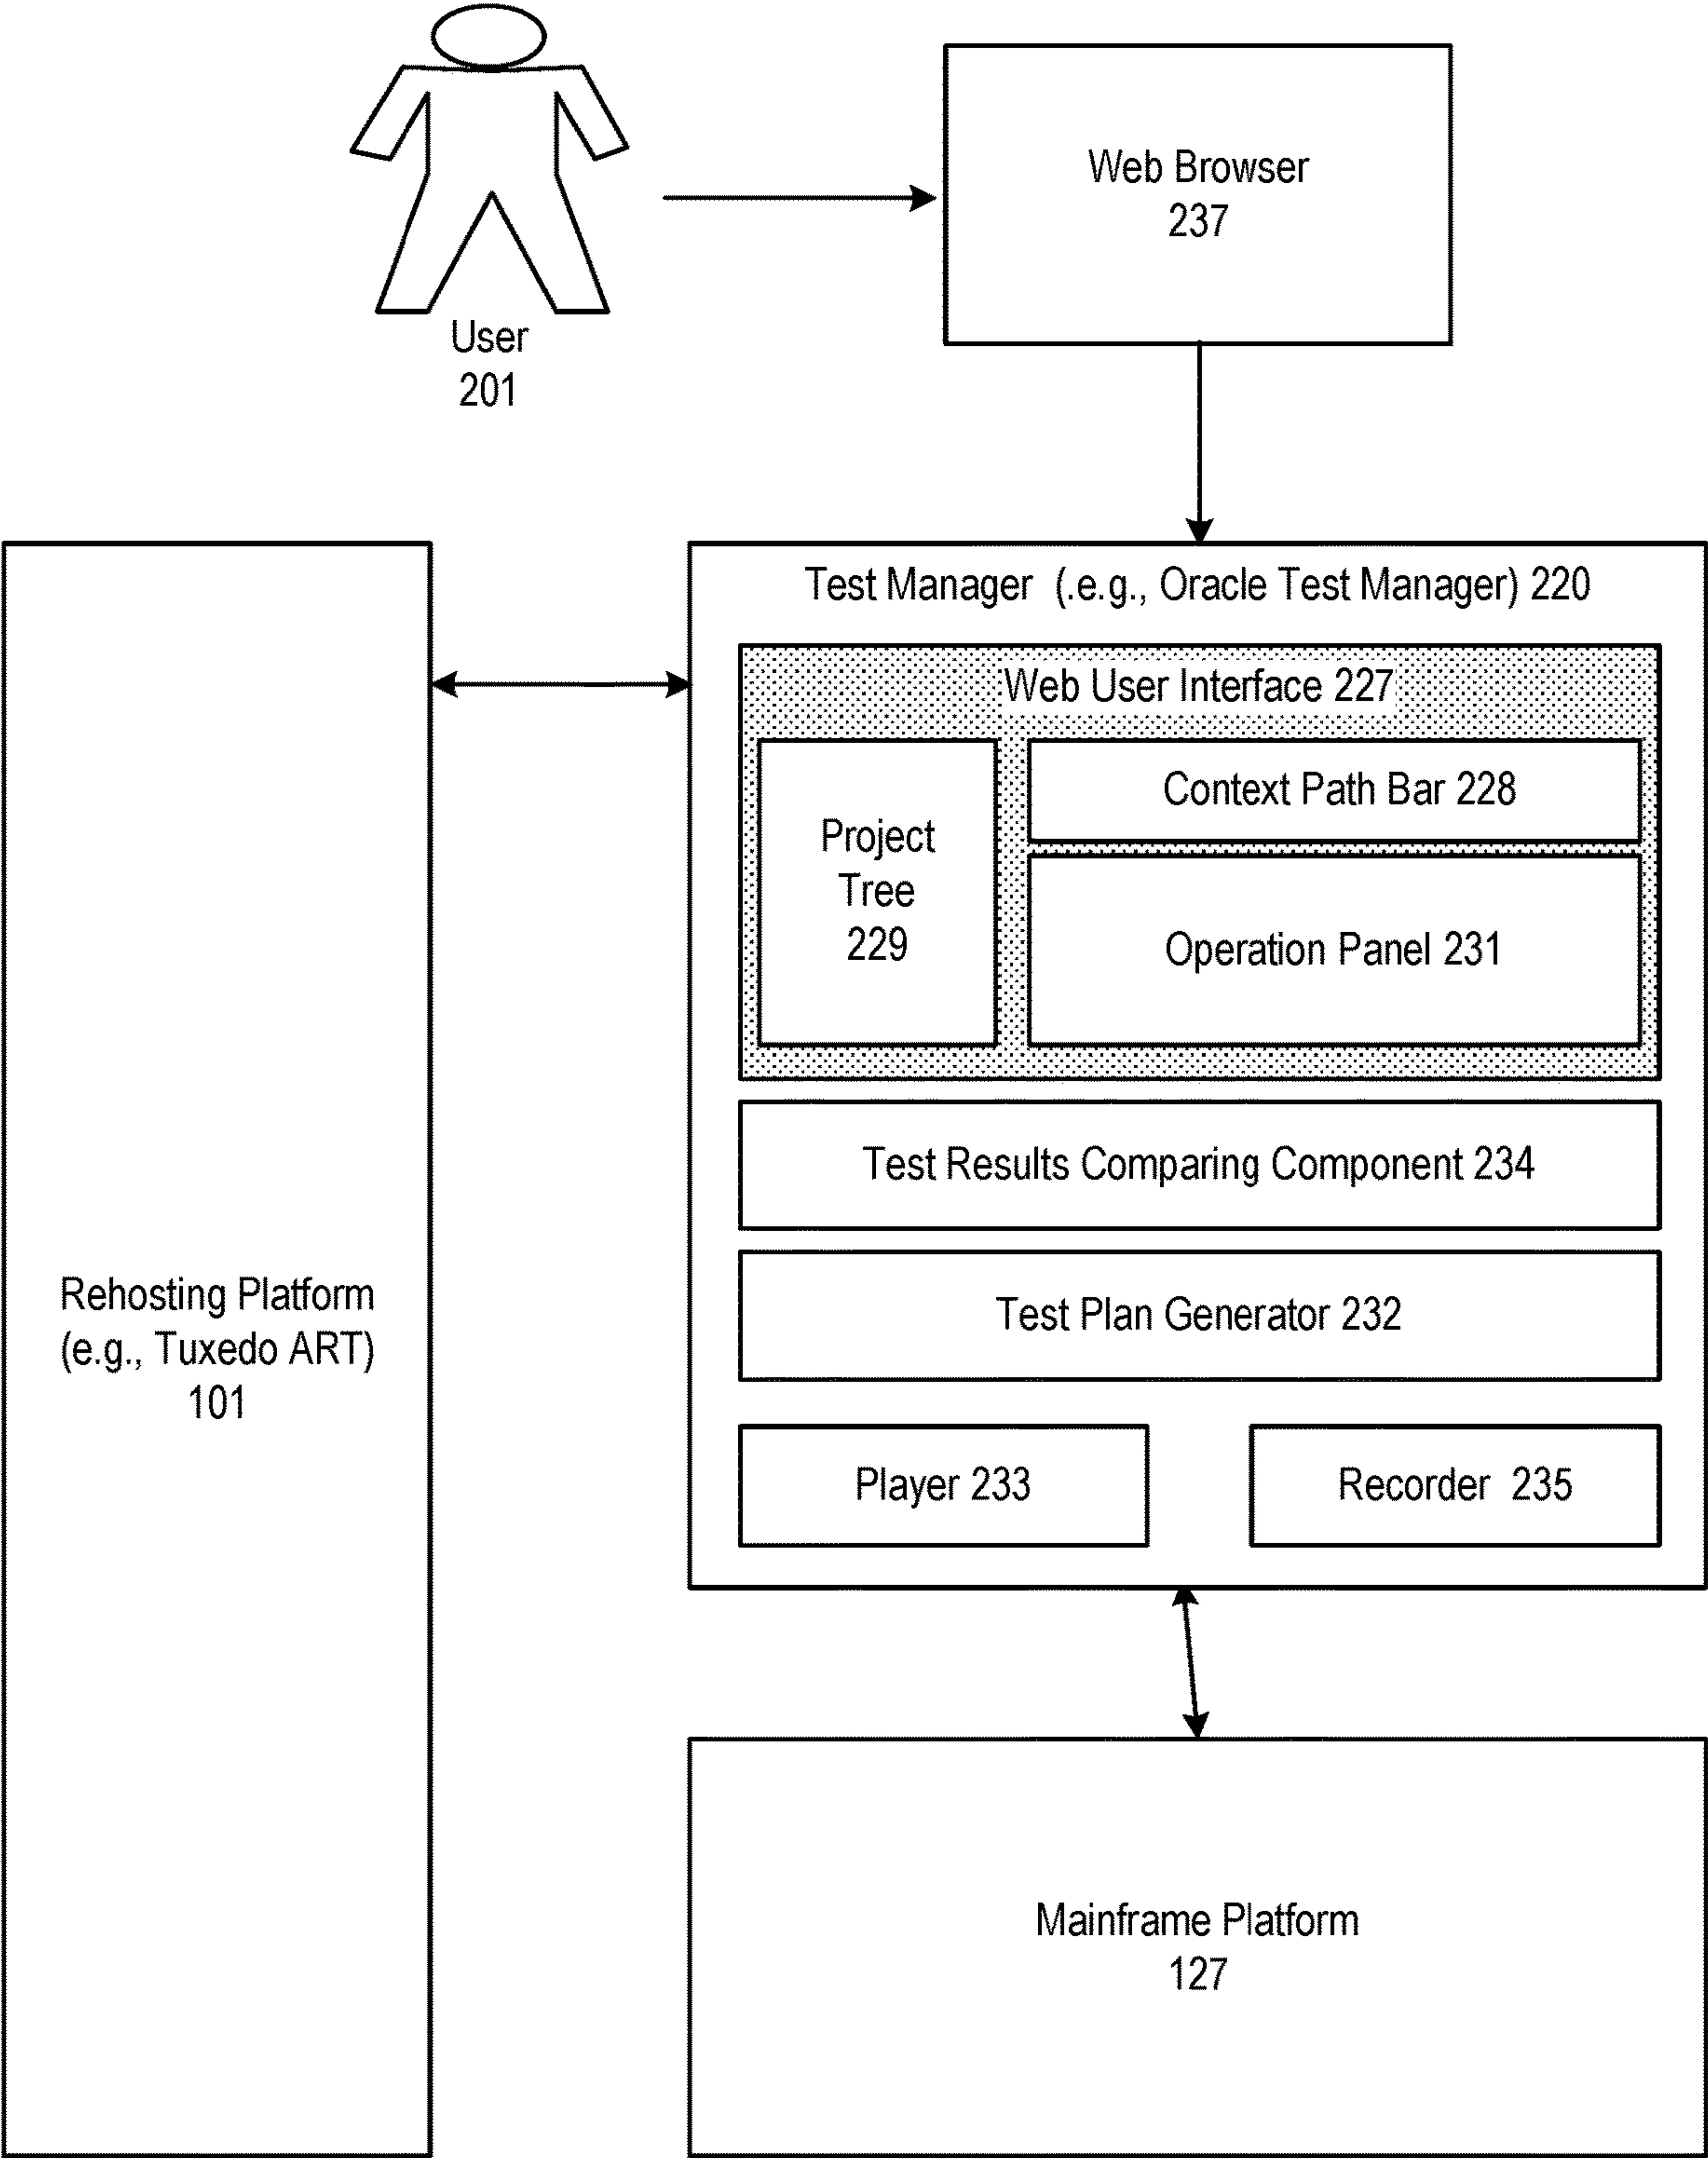 User
201
Web Browser
237
Test Manager (.e.g., Oracle Test Manager) 220
Web User Interface 227
Project
Tree
229
Context Path Bar 228
Operation Panel 231
Test Results Comparing Component 234
Test Plan Generator 232
Player 233
Recorder 235
Rehosting Platform
(e.g., Tuxedo ART)
101
Mainframe Platform
127